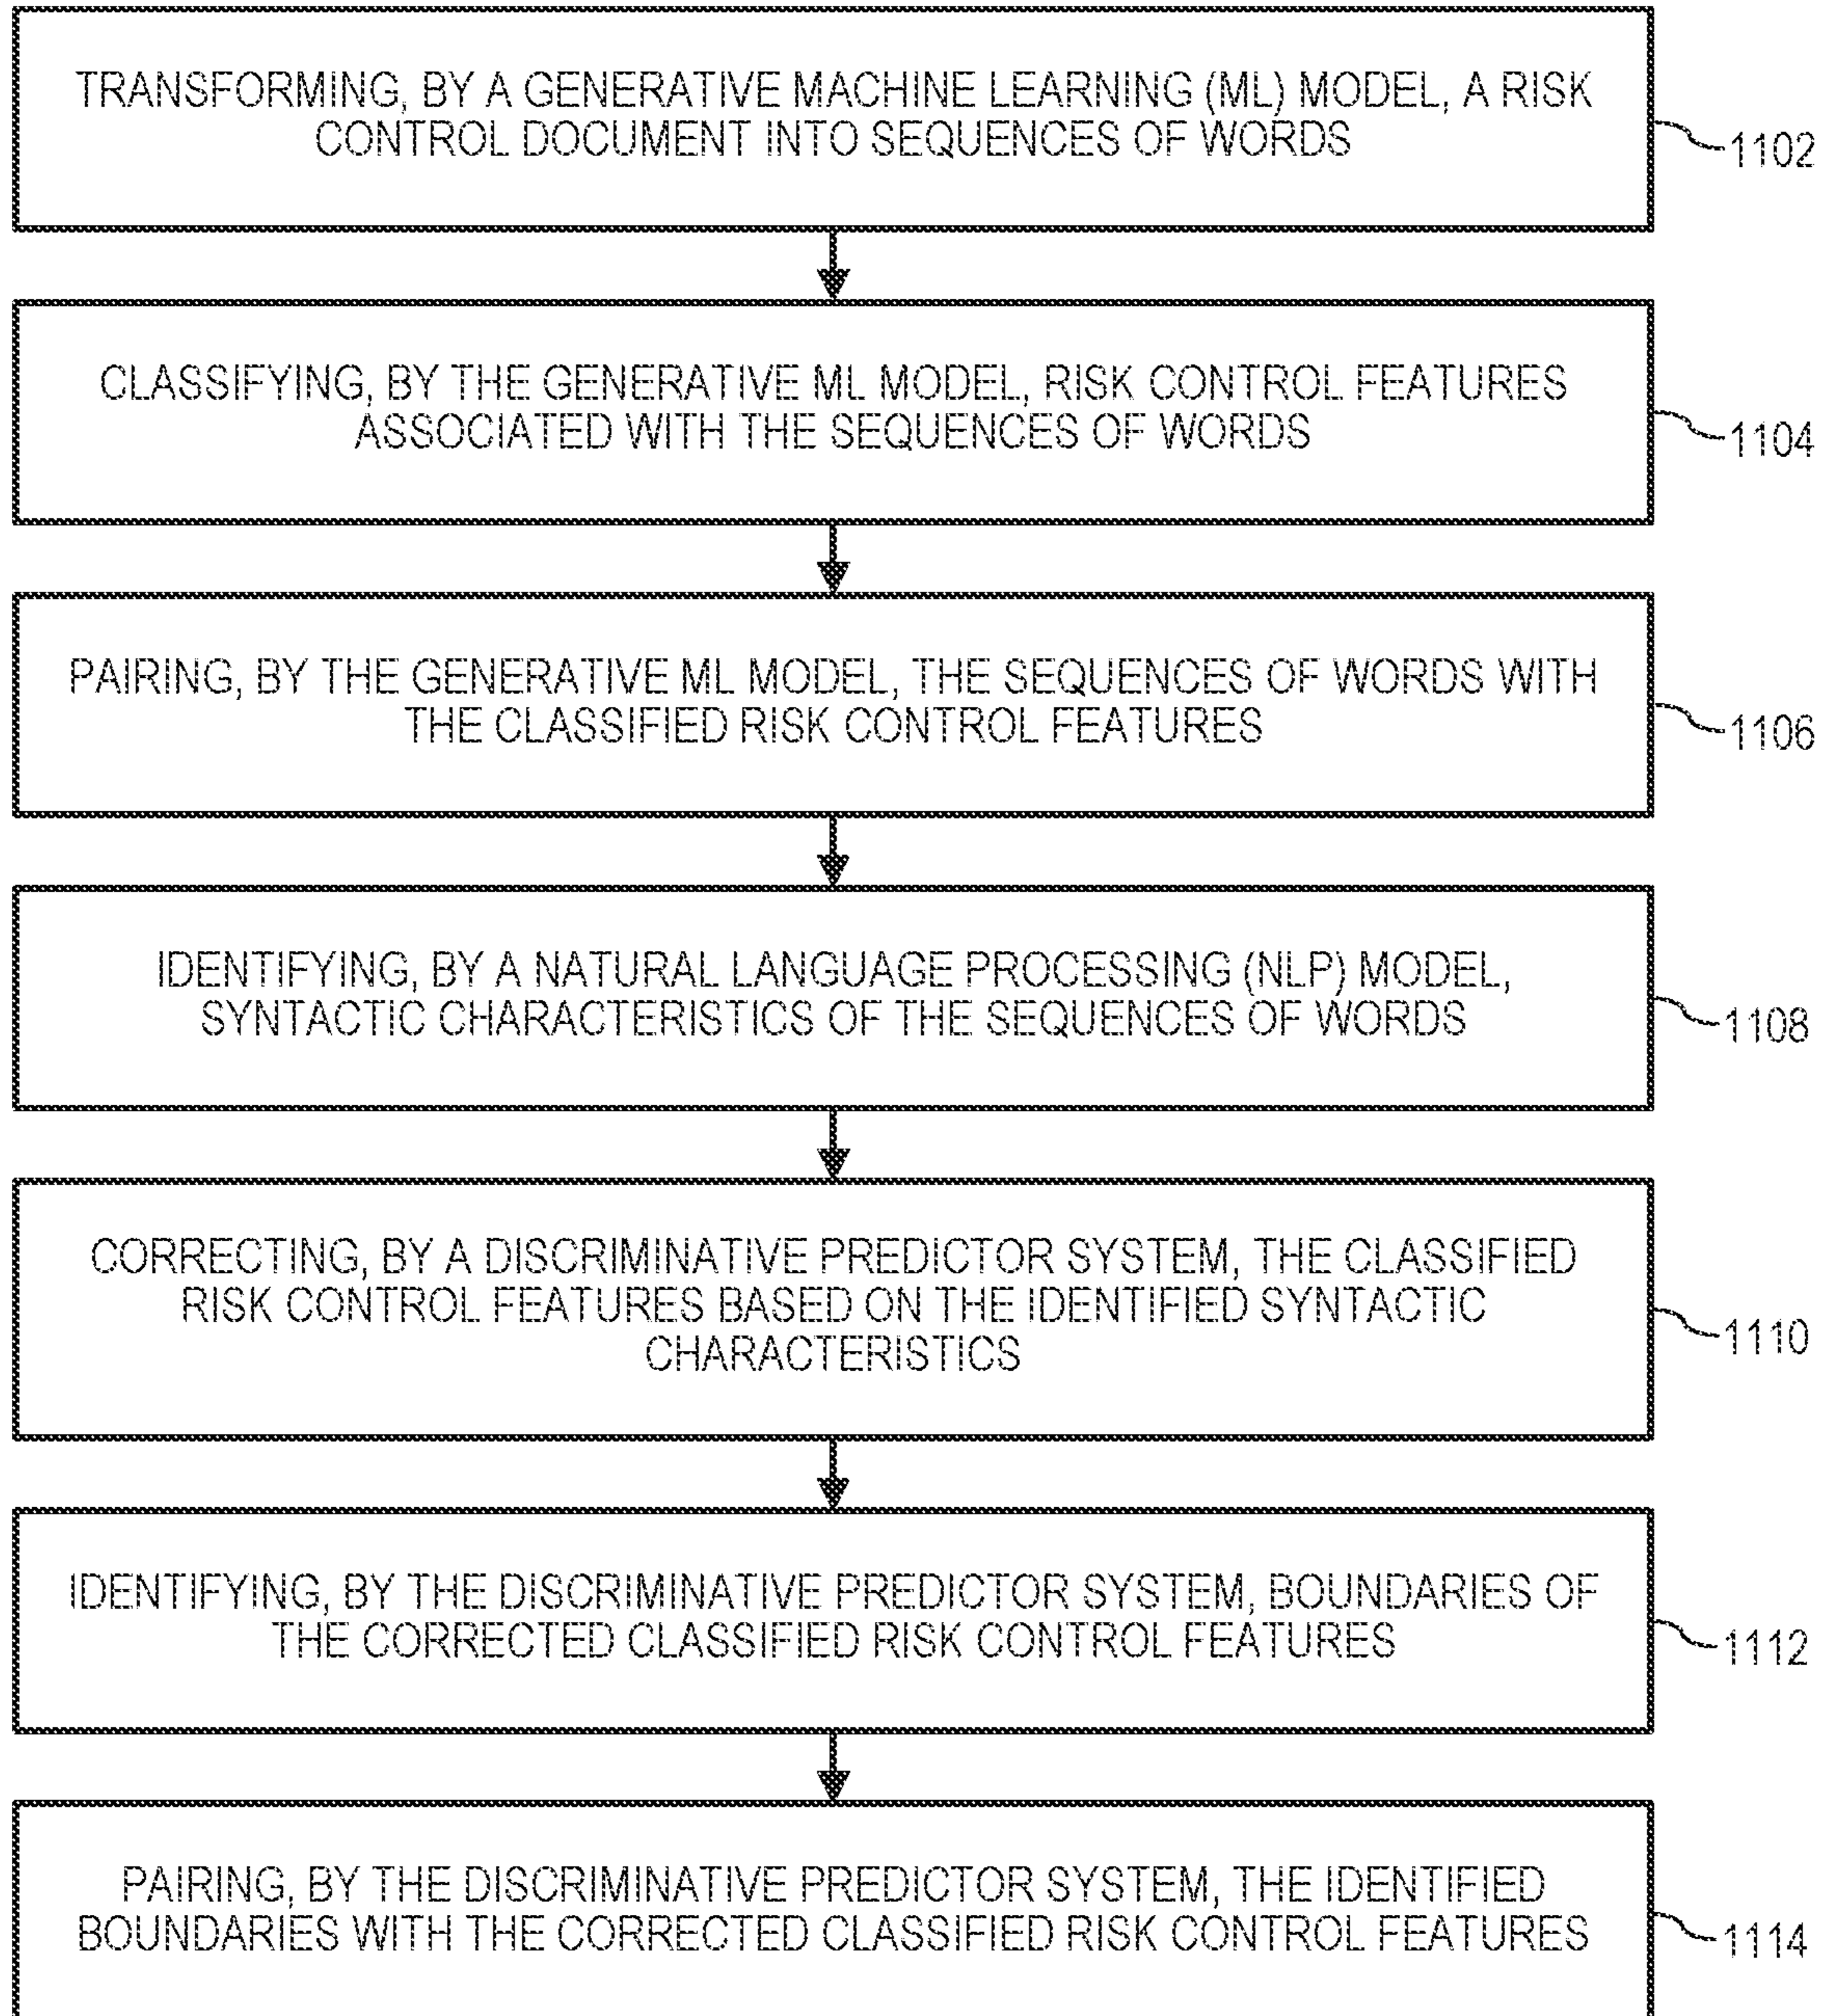 TRANSFORMING, BY A GENERATIVE MACHINE LEARNING (ML) MODEL, A RISK
CONTROL DOCUMENT INTO SEQUENCES OF WORDS
1102
CLASSIFYING, BY THE GENERATIVE ML MODEL, RISK CONTROL FEATURES
ASSOCIATED WITH THE SEQUENCES OF WORDS
1104
PAIRING, BY THE GENERATIVE ML MODEL, THE SEQUENCES OF WORDS WITH
THE CLASSIFIED RISK CONTROL FEATURES
1106
IDENTIFYING, BY A NATURAL LANGUAGE PROCESSING (NLP) MODEL,
SYNTACTIC CHARACTERISTICS OF THE SEQUENCES OF WORDS
1108
CORRECTING, BY A DISCRIMINATIVE PREDICTOR SYSTEM, THE CLASSIFIED
RISK CONTROL FEATURES BASED ON THE IDENTIFIED SYNTACTIC
CHARACTERISTICS
1110
IDENTIFYING, BY THE DISCRIMINATIVE PREDICTOR SYSTEM, BOUNDARIES OF
THE CORRECTED CLASSIFIED RISK CONTROL FEATURES
1112
PAIRING, BY THE DISCRIMINATIVE PREDICTOR SYSTEM, THE IDENTIFIED
BOUNDARIES WITH THE CORRECTED CLASSIFIED RISK CONTROL FEATURES
1114